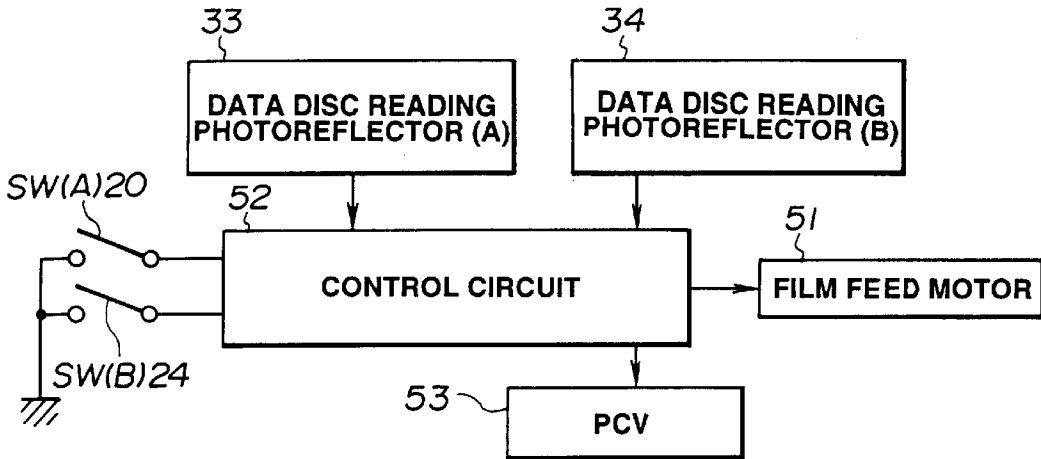 33
34
DATA DISC READING
PHOTOREFLECTOR (A)
DATA DISC READING
PHOTOREFLECTOR (B)
SW(A)20
52
51
CONTROL CIRCUIT
FILM FEED MOTOR
SW(B)24
53
PCV